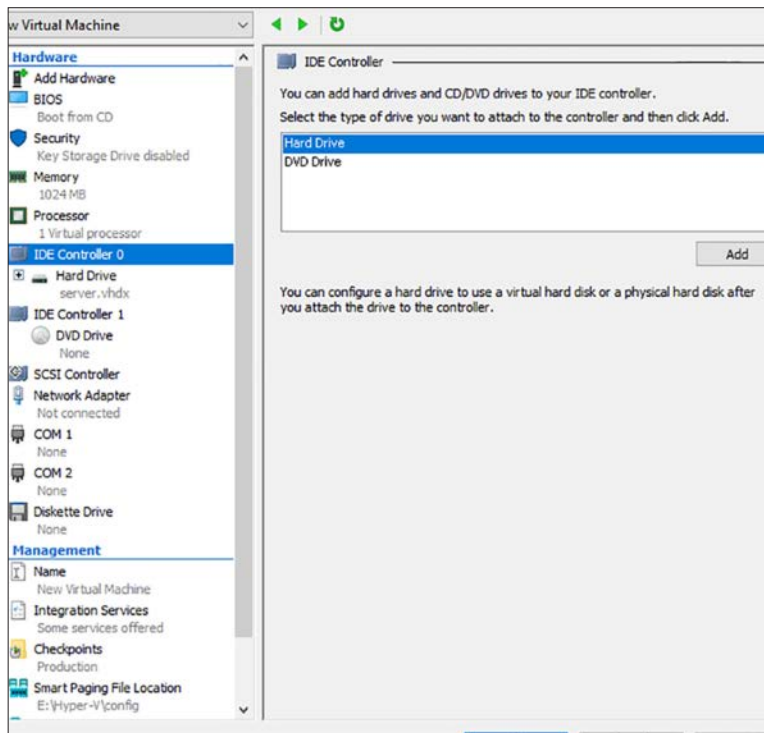 w Virtual Machine
Hardware
Add Hardware
BIOS
Boot from CD
Security
Key Storage Drive disabled
Memory
1024 MB
Processor
1 Virtual processor
IDE Controller 0
Hard Drive
server.vhdx
IDE Controller 1
DVD Drive
None
SCSI Controller
Network Adapter
Not connected
COM 1
None
COM 2
None
Diskette Drive
None
Management
Name
New Virtual Machine
Integration Services
Some services offered
Checkpoints
Production
Smart Paging File Location
E:\Hyper-V\config
IDE Controller
You can add hard drives and CD/DVD drives to your IDE controller.
Select the type of drive you want to attach to the controller and then click Add.
Hard Drive
DVD Drive
Add
You can configure a hard drive to use a virtual hard disk or a physical hard disk after
you attach the drive to the controller.